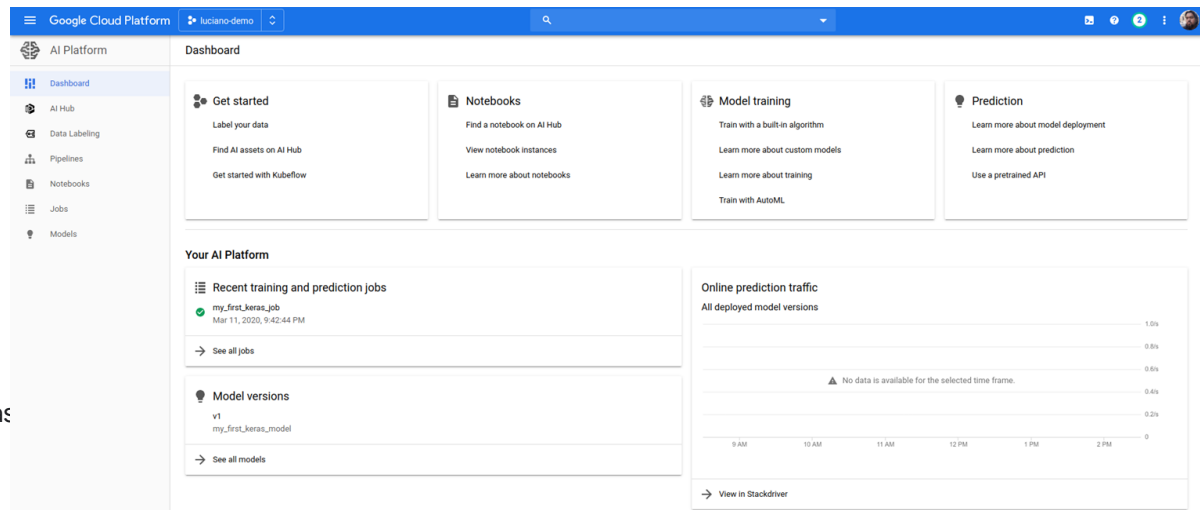 Google Cloud Platform
luciano-demo
2
AI Platform
Dashboard
Dashboard
AI Hub
Data Labeling
Pipelines
Notebooks
Jobs
Models
Get started
Label your data
Find AI assets on AI Hub
Get started with Kubeflow
Notebooks
Find a notebook on AI Hub
View notebook instances
Learn more about notebooks
Model training
Train with a built-in algorithm
Learn more about custom models
Learn more about training
Train with AutoML
Prediction
Learn more about model deployment
Learn more about prediction
Use a pretrained API
Your AI Platform
Recent training and prediction jobs
my_first_keras_job
Mar 11, 2020, 9:42:44 PM
See all jobs
Model versions
v1
my_first_keras_model
See all models
Online prediction traffic
All deployed model versions
1.0/s
0.8/s
0.6/s
No data is available for the selected time frame.
0.4/s
0.2/s
0
9 AM 10 AM 11 AM 12 PM 1 PM 2 PM
View in Stackdriver